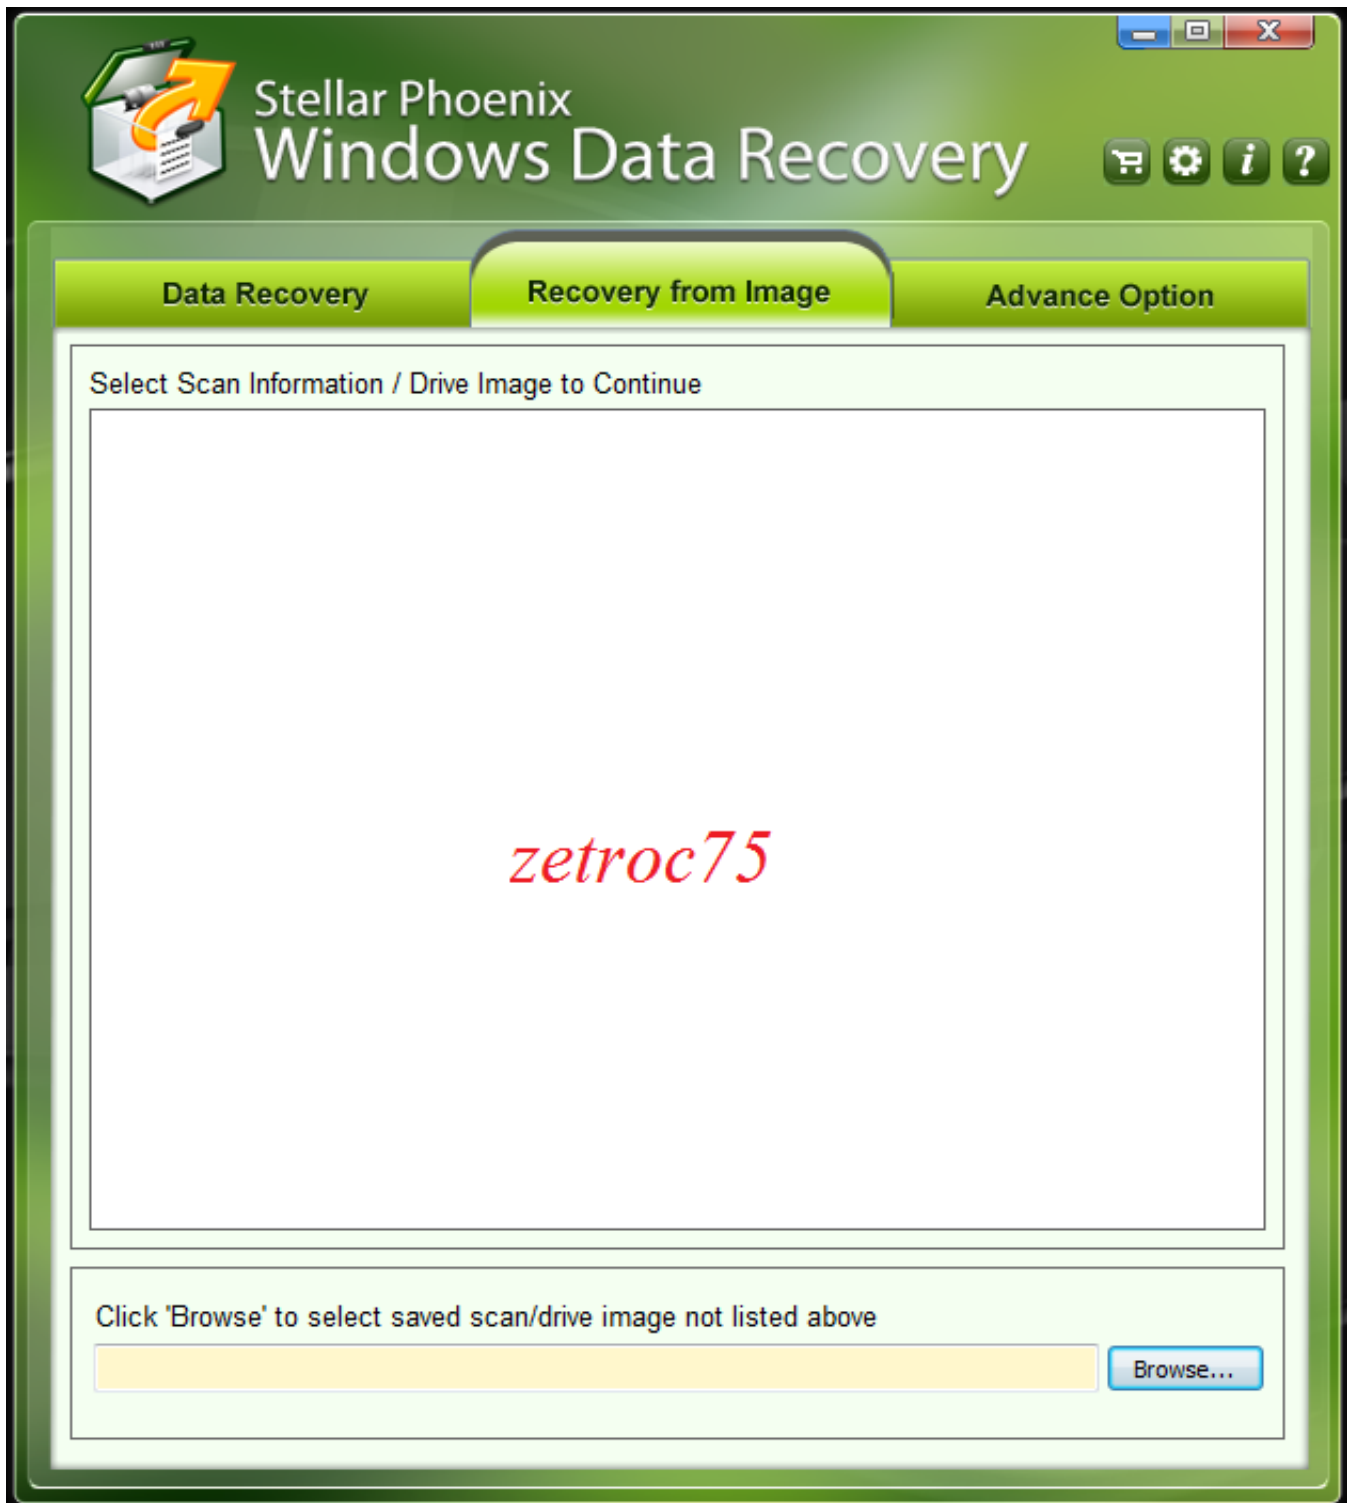 Stellar Phoenix
Windows Data Recovery
Data Recovery
Recovery from Image
Advance Option
Select Scan Information / Drive Image to Continue
zetroc75
Click 'Browse' to select saved scan/drive image not listed above
Browse...